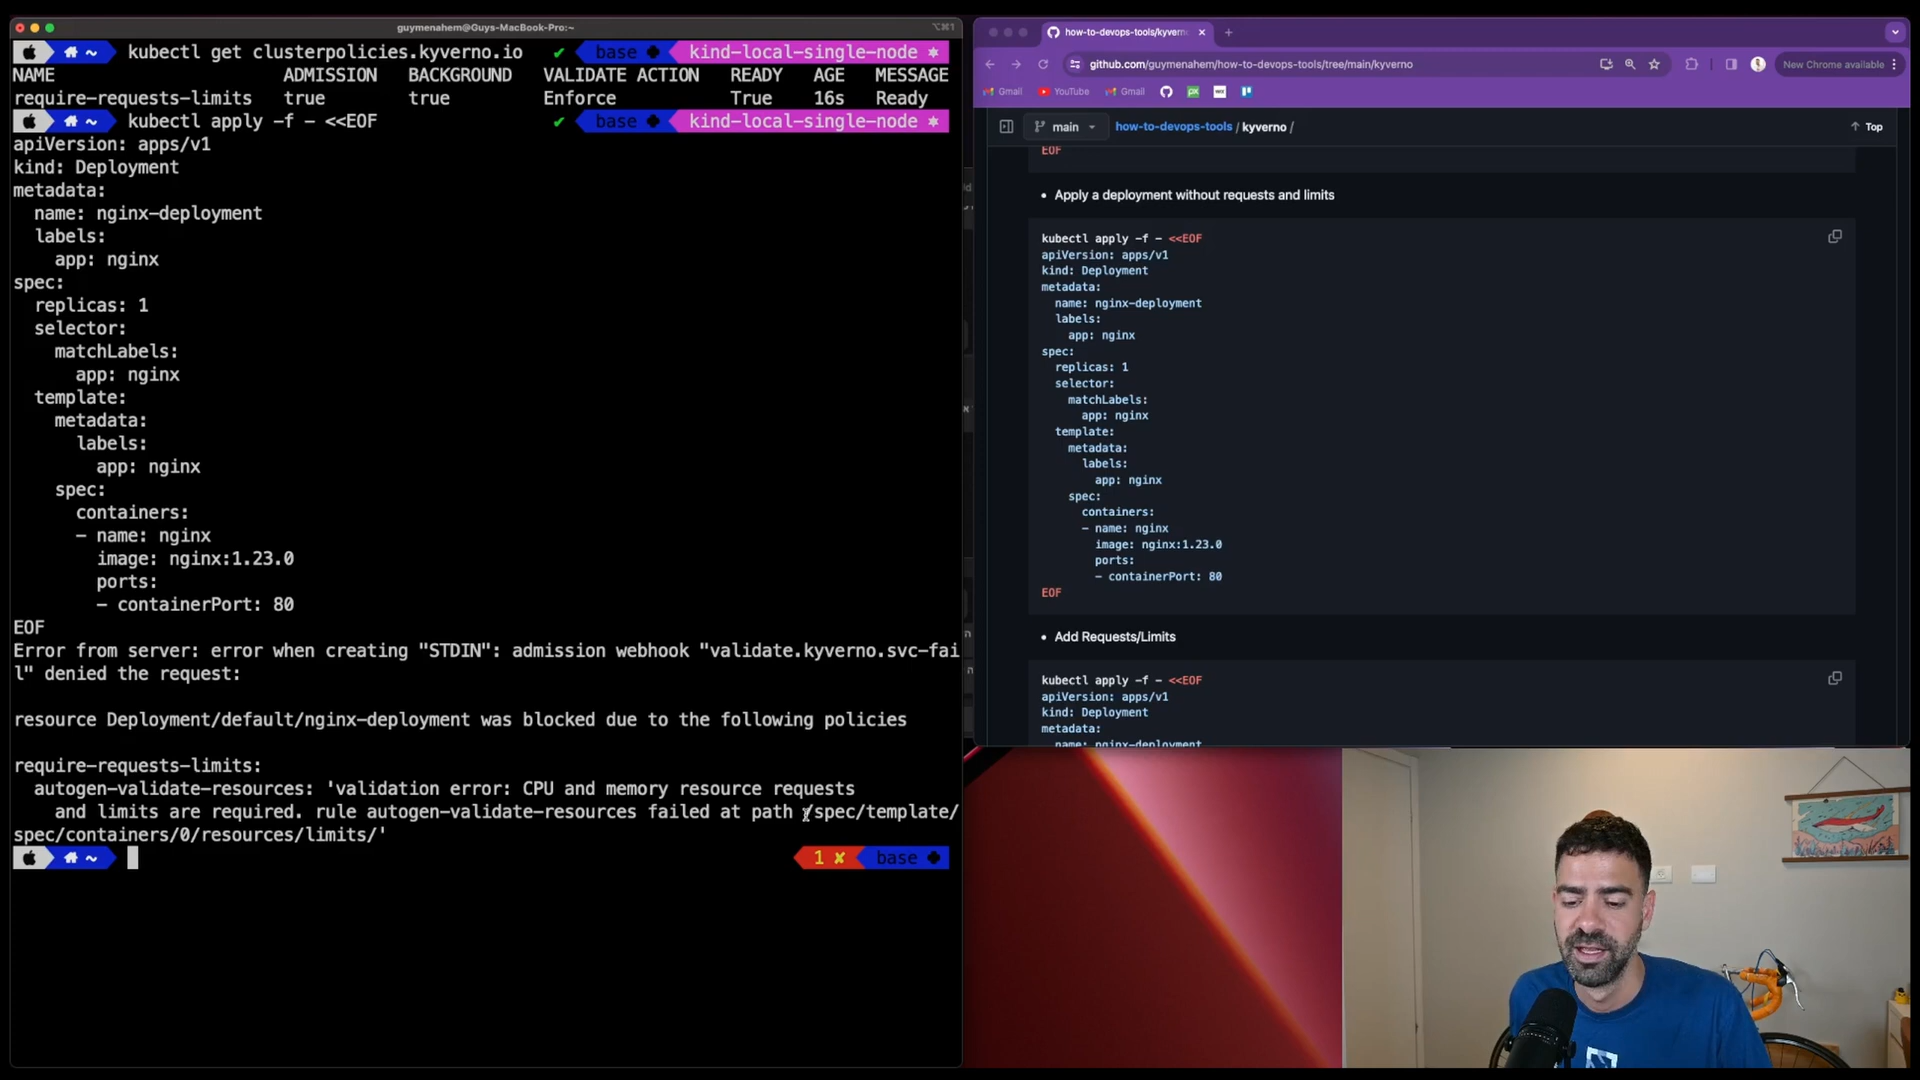 guymenahem@Guys-MacBook-Pro:~
⌥⌘1
~ kubectl get clusterpolicies.kyverno.io ✔ base kind-local-single-node
NAME ADMISSION BACKGROUND VALIDATE ACTION READY AGE MESSAGE
require-requests-limits true true Enforce True 16s Ready
~ kubectl apply -f - <<EOF ✔ base kind-local-single-node
apiVersion: apps/v1
kind: Deployment
metadata:
  name: nginx-deployment
  labels:
    app: nginx
spec:
  replicas: 1
  selector:
    matchLabels:
      app: nginx
  template:
    metadata:
      labels:
        app: nginx
    spec:
      containers:
      - name: nginx
        image: nginx:1.23.0
        ports:
        - containerPort: 80
EOF
Error from server: error when creating "STDIN": admission webhook "validate.kyverno.svc-fai
l" denied the request:
resource Deployment/default/nginx-deployment was blocked due to the following policies
require-requests-limits:
  autogen-validate-resources: 'validation error: CPU and memory resource requests
    and limits are required. rule autogen-validate-resources failed at path /spec/template/
spec/containers/0/resources/limits/'
~ 1 ✘ base
how-to-devops-tools/kyverno
github.com/guymenahem/how-to-devops-tools/tree/main/kyverno
New Chrome available
Gmail YouTube Gmail
main how-to-devops-tools / kyverno / Top
EOF
• Apply a deployment without requests and limits
kubectl apply -f - <<EOF
apiVersion: apps/v1
kind: Deployment
metadata:
  name: nginx-deployment
  labels:
    app: nginx
spec:
  replicas: 1
  selector:
    matchLabels:
      app: nginx
  template:
    metadata:
      labels:
        app: nginx
    spec:
      containers:
      - name: nginx
        image: nginx:1.23.0
        ports:
        - containerPort: 80
EOF
• Add Requests/Limits
kubectl apply -f - <<EOF
apiVersion: apps/v1
kind: Deployment
metadata:
  name: nginx-deployment